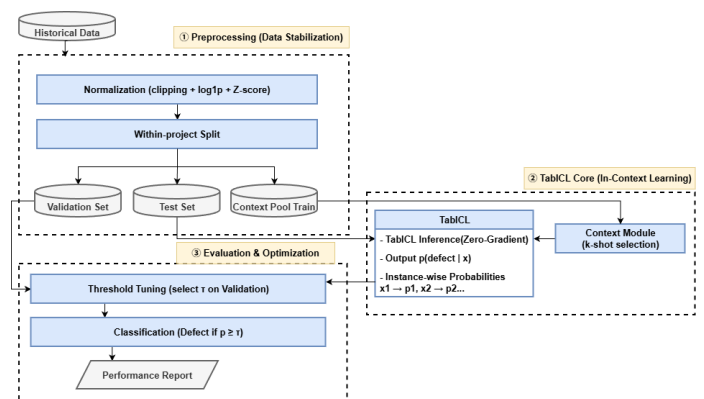 Historical Data
① Preprocessing (Data Stabilization)
Normalization (clipping + log1p + Z-score)
Within-project Split
Validation Set
Test Set
Context Pool Train
② TabICL Core (In-Context Learning)
TabICL
- TabICL Inference(Zero-Gradient)
- Output p(defect | x)
- Instance-wise Probabilities
x1 → p1, x2 → p2...
Context Module
(k-shot selection)
③ Evaluation & Optimization
Threshold Tuning (select τ on Validation)
Classification (Defect if p ≥ τ)
Performance Report